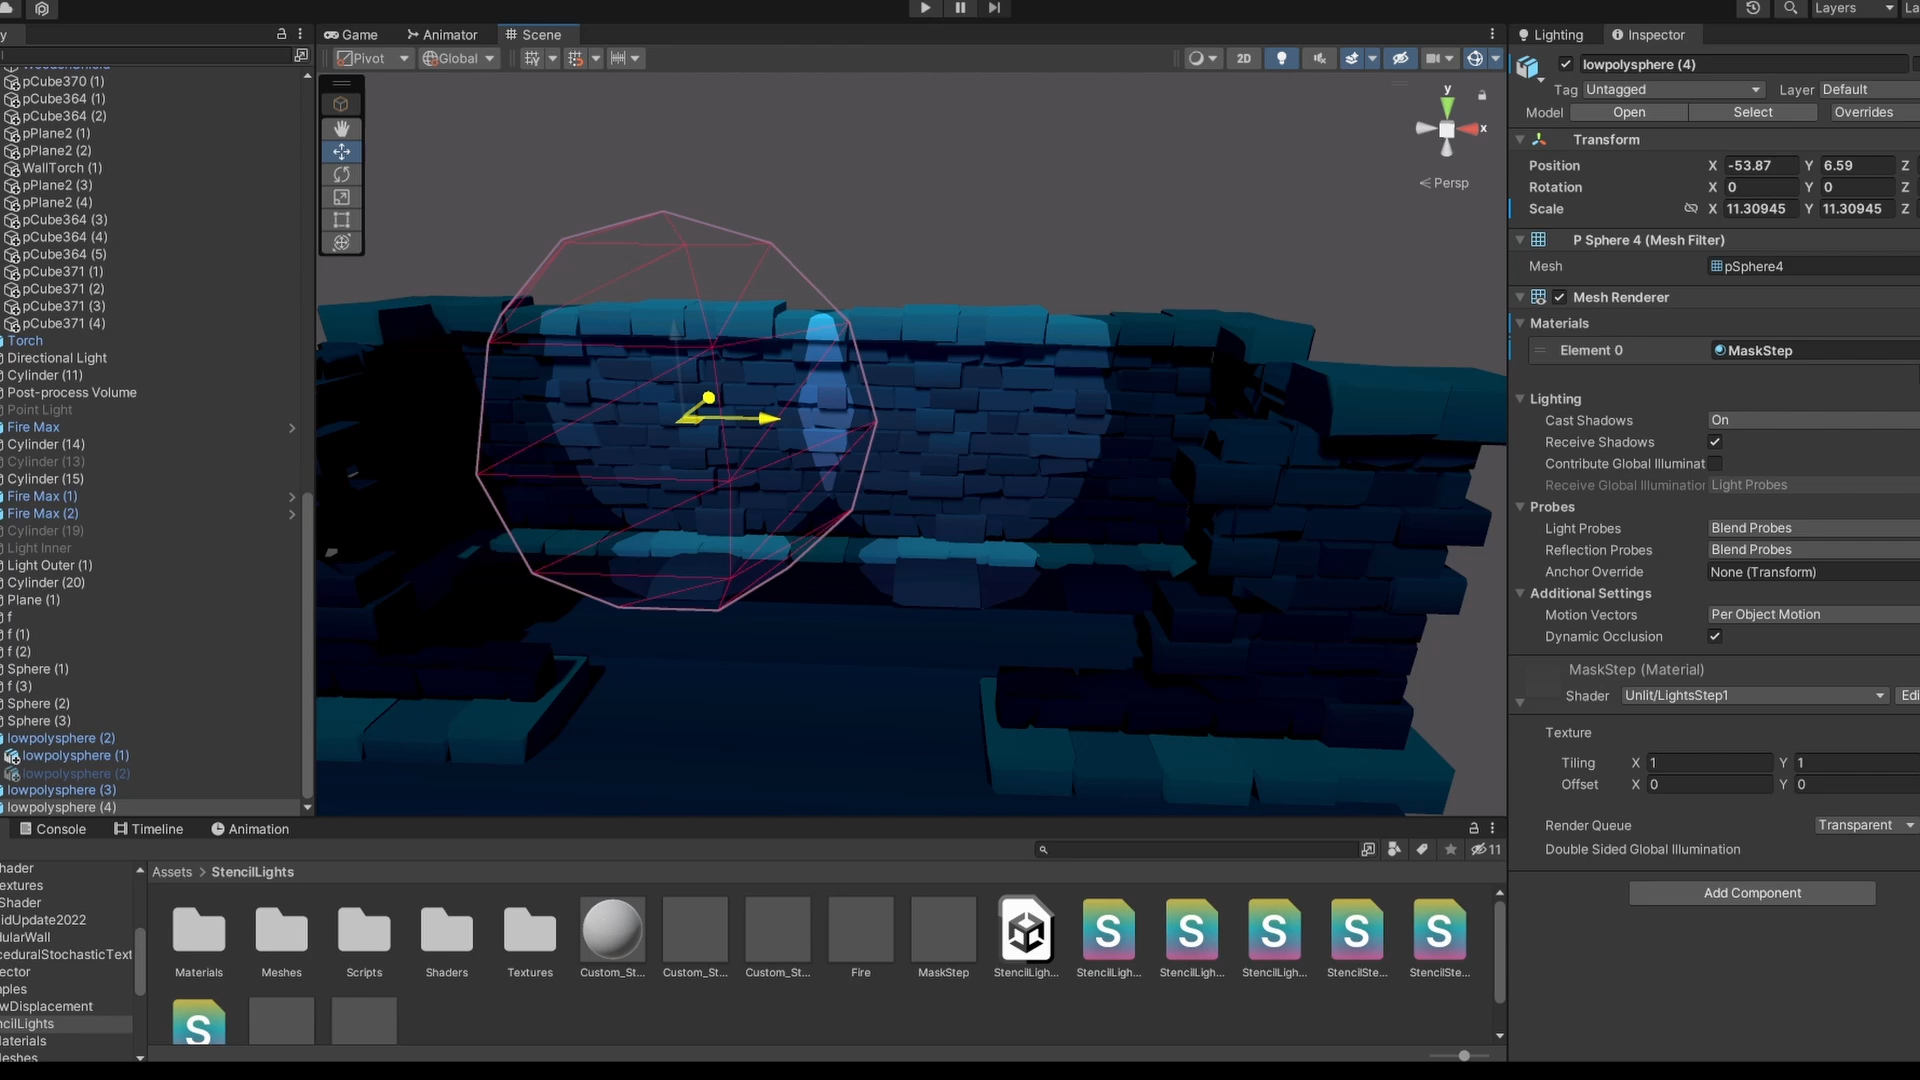 Layers
La
y
Game
Animator
Scene
Lighting
Inspector
Pivot
Global
2D
lowpolysphere (4)
Tag Untagged Layer Default
Model Open Select Overrides
Transform
Position X -53.87 Y 6.59 Z
Rotation X 0 Y 0 Z
Scale X 11.30945 Y 11.30945 Z
P Sphere 4 (Mesh Filter)
Mesh pSphere4
Mesh Renderer
Materials
Element 0 MaskStep
Lighting
Cast Shadows On
Receive Shadows
Contribute Global Illuminat
Receive Global Illumination Light Probes
Probes
Light Probes Blend Probes
Reflection Probes Blend Probes
Anchor Override None (Transform)
Additional Settings
Motion Vectors Per Object Motion
Dynamic Occlusion
MaskStep (Material)
Shader Unlit/LightsStep1 Edi
Texture
Tiling X 1 Y 1
Offset X 0 Y 0
Render Queue Transparent
Double Sided Global Illumination
Add Component
y
x
Persp
pCube370 (1)
pCube364 (1)
pCube364 (2)
pPlane2 (1)
pPlane2 (2)
WallTorch (1)
pPlane2 (3)
pPlane2 (4)
pCube364 (3)
pCube364 (4)
pCube364 (5)
pCube371 (1)
pCube371 (2)
pCube371 (3)
pCube371 (4)
Torch
Directional Light
Cylinder (11)
Post-process Volume
Point Light
Fire Max
Cylinder (14)
Cylinder (13)
Cylinder (15)
Fire Max (1)
Fire Max (2)
Cylinder (19)
Light Inner
Light Outer (1)
Cylinder (20)
Plane (1)
f
f (1)
f (2)
Sphere (1)
f (3)
Sphere (2)
Sphere (3)
lowpolysphere (2)
lowpolysphere (1)
lowpolysphere (2)
lowpolysphere (3)
lowpolysphere (4)
Console
Timeline
Animation
11
hader
extures
Shader
idUpdate2022
dularWall
ceduralStochasticText
ector
ples
wDisplacement
ncilLights
Materials
Meshes
Assets > StencilLights
Materials
Meshes
Scripts
Shaders
Textures
Custom_St...
Custom_St...
Custom_St...
Fire
MaskStep
StencilLigh...
StencilLigh...
StencilLigh...
StencilLigh...
StencilSte...
StencilSte...